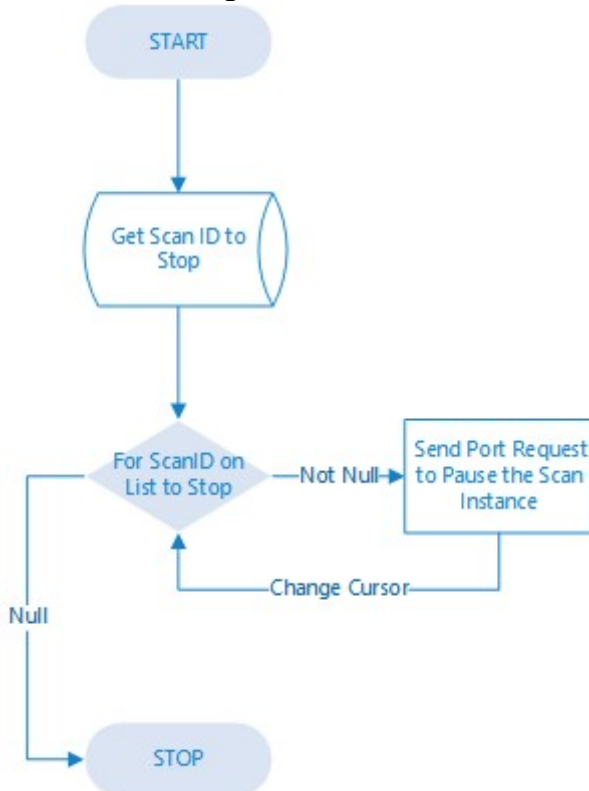 START
Get Scan ID to
Stop
For ScanID on
List to Stop
Not Null
Send Port Request
to Pause the Scan
Instance
Change Cursor
Null
STOP